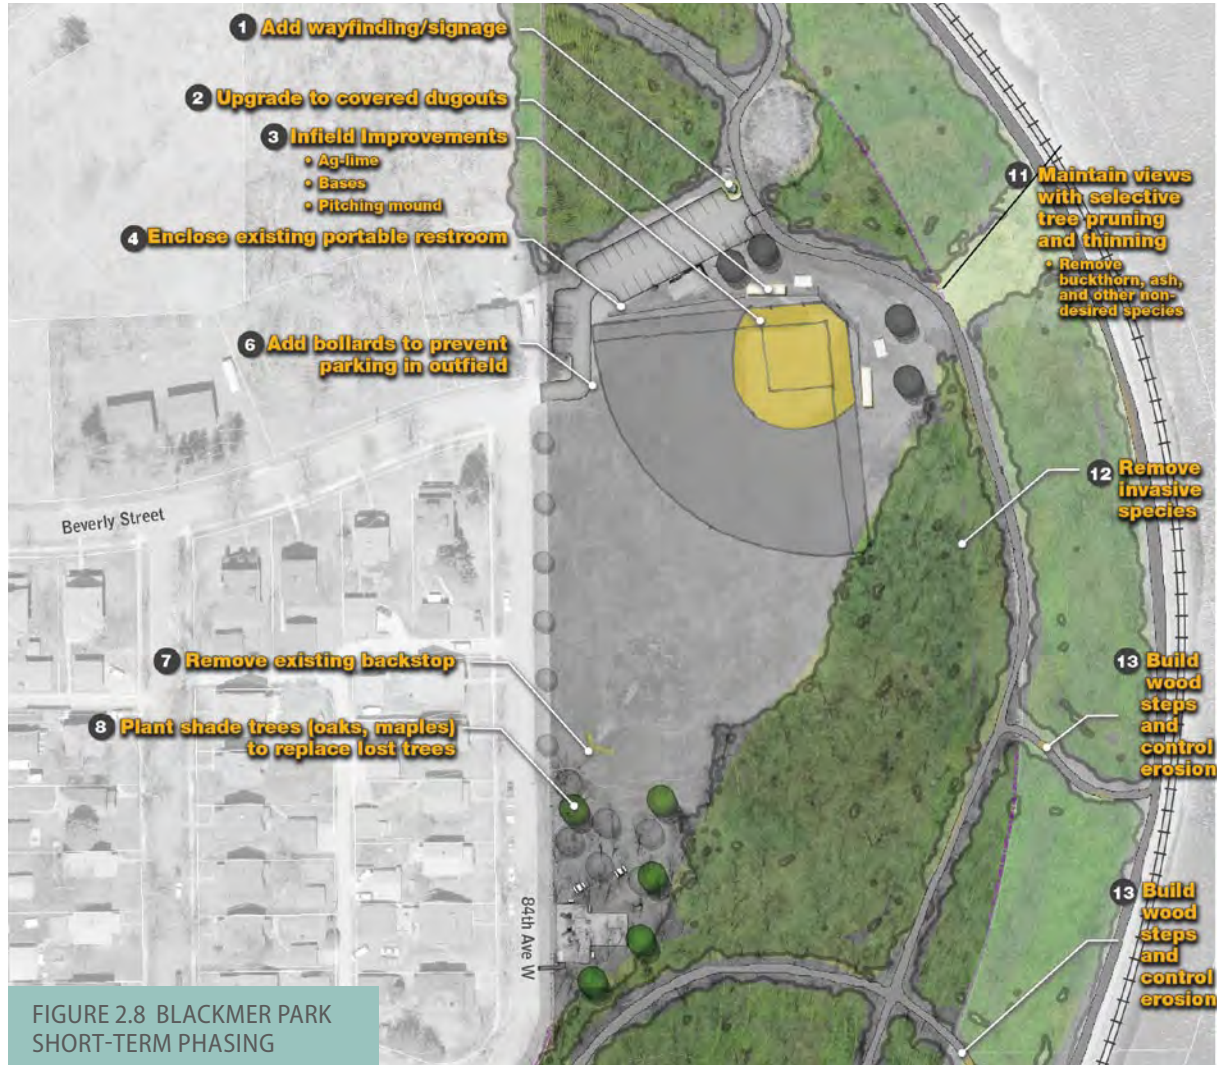 1 Add wayfinding/signage
2 Upgrade to covered dugouts
3 Infield Improvements
• Ag-lime
• Bases
• Pitching mound
4 Enclose existing portable restroom
6 Add bollards to prevent
parking in outfield
11 Maintain views
with selective
tree pruning
and thinning
• Remove
buckthorn, ash,
and other non-
desired species
12 Remove
invasive
species
Beverly Street
7 Remove existing backstop
8 Plant shade trees (oaks, maples)
to replace lost trees
13 Build
wood
steps
and
control
erosion
84th Ave W
13 Build
wood
steps
and
control
erosion
FIGURE 2.8 BLACKMER PARK
SHORT-TERM PHASING